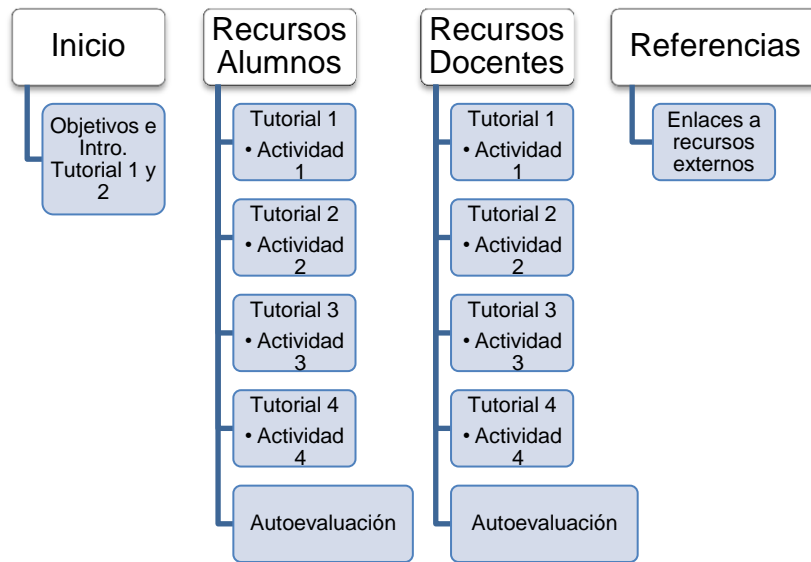 Inicio
Objetivos e
Intro.
Tutorial 1 y
2
Recursos
Alumnos
Tutorial 1
• Actividad
1
Tutorial 2
• Actividad
2
Tutorial 3
• Actividad
3
Tutorial 4
• Actividad
4
Autoevaluación
Recursos
Docentes
Tutorial 1
• Actividad
1
Tutorial 2
• Actividad
2
Tutorial 3
• Actividad
3
Tutorial 4
• Actividad
4
Autoevaluación
Referencias
Enlaces a
recursos
externos